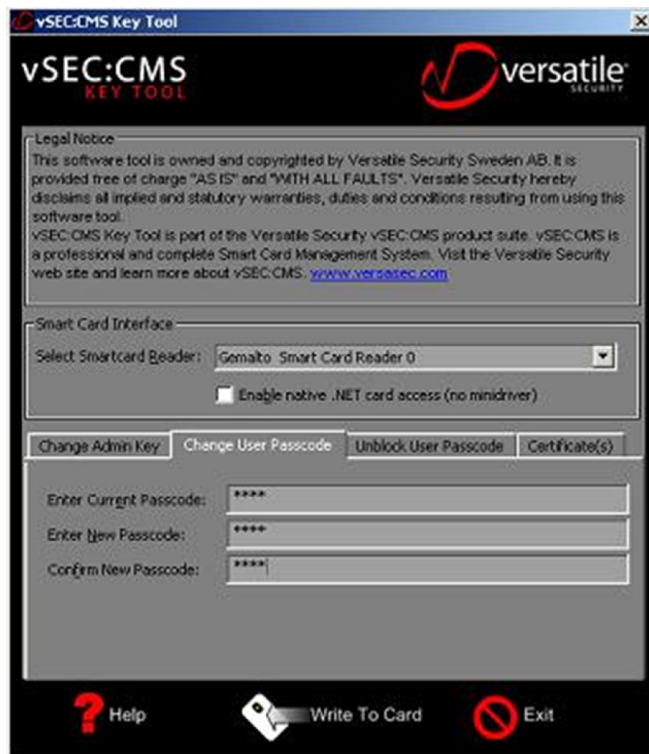 vSEC:CMS Key Tool
vSEC:CMS
KEY TOOL
versatile
SECURITY
Legal Notice
This software tool is owned and copyrighted by Versatile Security Sweden AB. It is
provided free of charge "AS IS" and "WITH ALL FAULTS". Versatile Security hereby
disclaims all implied and statutory warranties, duties and conditions resulting from using this
software tool.
vSEC:CMS Key Tool is part of the Versatile Security vSEC:CMS product suite. vSEC:CMS is
a professional and complete Smart Card Management System. Visit the Versatile Security
web site and learn more about vSEC:CMS. www.versasec.com
Smart Card Interface
Select Smartcard Reader: Gemalto Smart Card Reader 0
Enable native .NET card access (no minidriver)
Change Admin Key Change User Passcode Unblock User Passcode Certificate(s)
Enter Current Passcode: ****
Enter New Passcode: ****
Confirm New Passcode: ****
Help Write To Card Exit